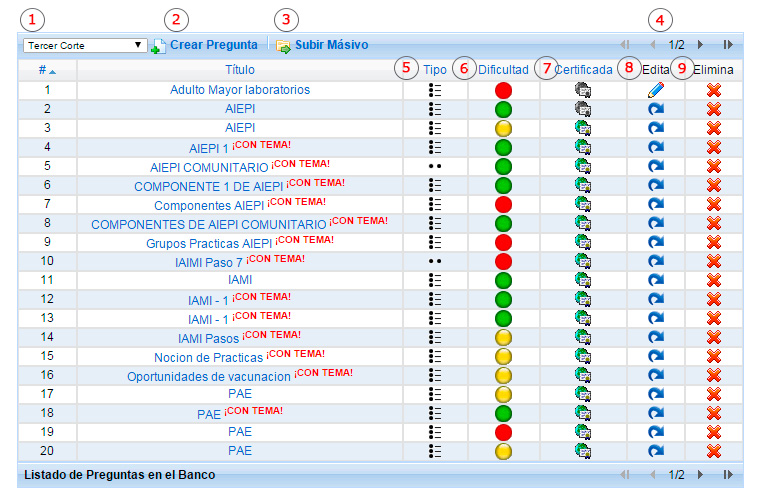 1 2 3 4
Tercer Corte Crear Pregunta Subir Másivo 1/2
5 6 7 8 9
# Título Tipo Dificultad Certificada Edita Elimina
1 Adulto Mayor laboratorios
2 AIEPI
3 AIEPI
4 AIEPI 1 ¡CON TEMA!
5 AIEPI COMUNITARIO ¡CON TEMA!
6 COMPONENTE 1 DE AIEPI ¡CON TEMA!
7 Componentes AIEPI ¡CON TEMA!
8 COMPONENTES DE AIEPI COMUNITARIO ¡CON TEMA!
9 Grupos Practicas AIEPI ¡CON TEMA!
10 IAIMI Paso 7 ¡CON TEMA!
11 IAMI
12 IAMI - 1 ¡CON TEMA!
13 IAMI - 1 ¡CON TEMA!
14 IAMI Pasos ¡CON TEMA!
15 Nocion de Practicas ¡CON TEMA!
16 Oportunidades de vacunacion ¡CON TEMA!
17 PAE
18 PAE ¡CON TEMA!
19 PAE
20 PAE
Listado de Preguntas en el Banco 1/2